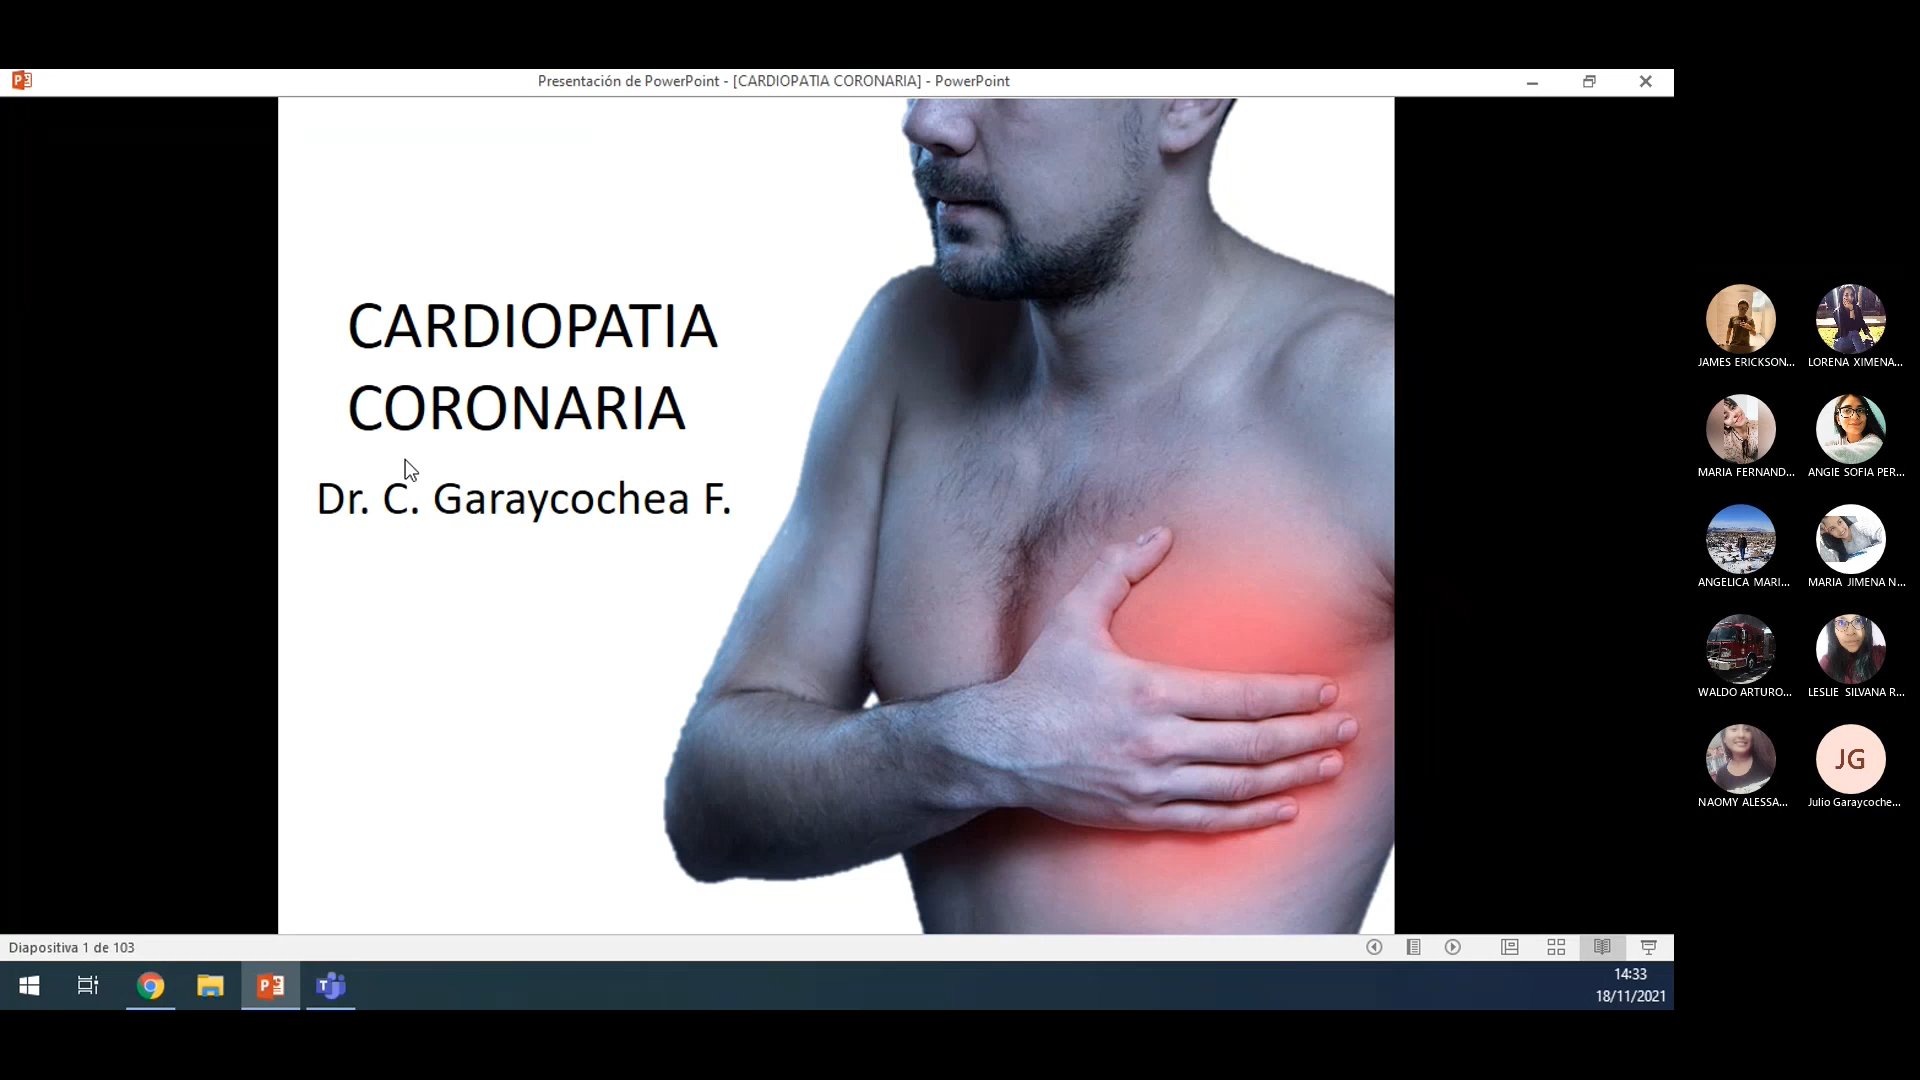 Presentación de PowerPoint - [CARDIOPATIA CORONARIA] - PowerPoint
CARDIOPATIA
CORONARIA
Dr. C. Garaycochea F.
JAMES ERICKSON...
LORENA XIMENA...
MARIA FERNAND...
ANGIE SOFIA PER...
ANGELICA MARI...
MARIA JIMENA N...
WALDO ARTURO...
LESLIE SILVANA R...
JG
NAOMY ALESSA...
Julio Garaycoche...
Diapositiva 1 de 103
14:33
18/11/2021